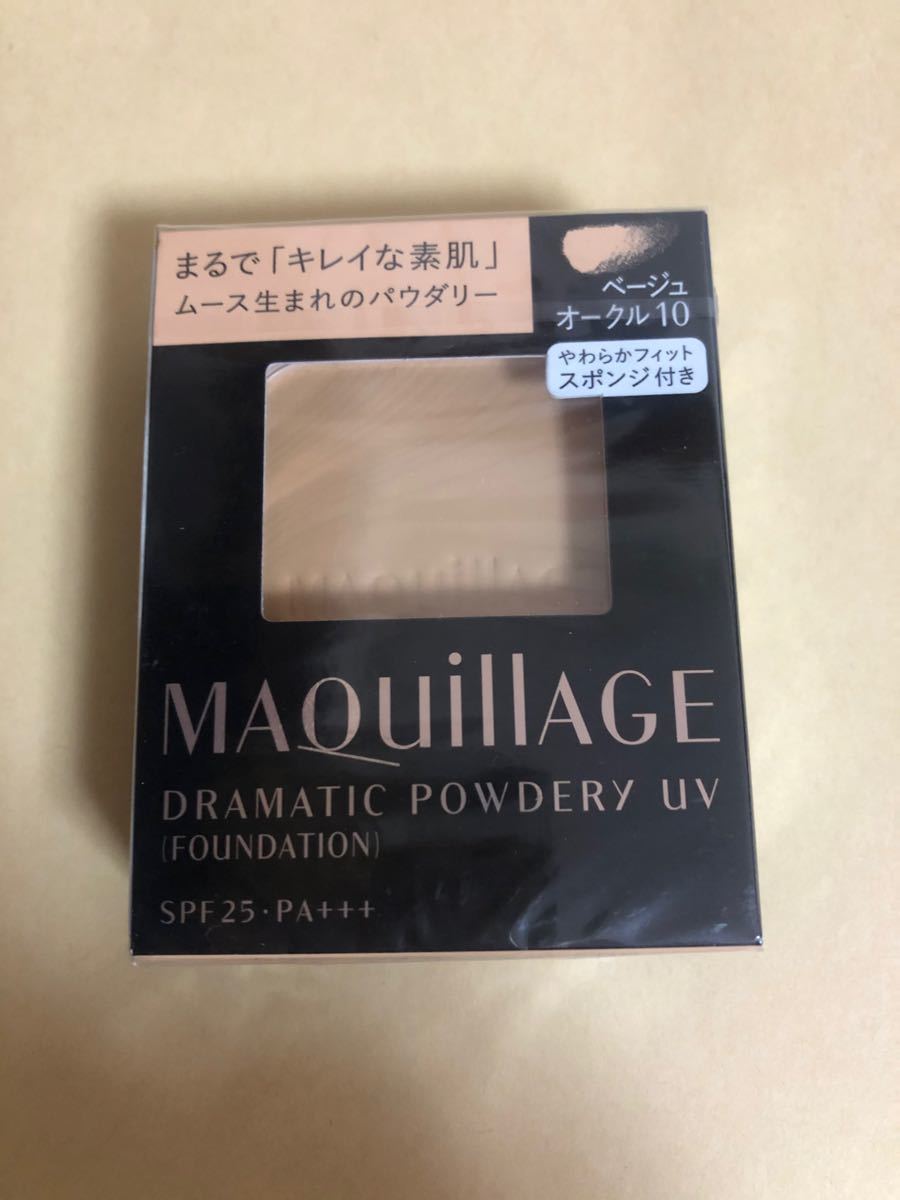 まるで「キレイな素肌」
ムース生まれのパウダリー
ベージュ
オークル10
やわらかフィット
スポンジ付き
MAQuillAGE
MAQuillAGE
DRAMATIC POWDERY UV
(FOUNDATION)
SPF25・PA+++